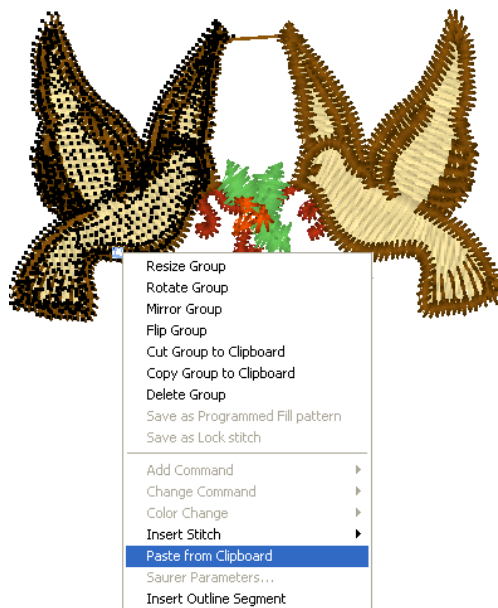 Resize Group
Rotate Group
Mirror Group
Flip Group
Cut Group to Clipboard
Copy Group to Clipboard
Delete Group
Save as Programmed Fill pattern
Save as Lock stitch
Add Command
Change Command
Color Change
Insert Stitch
Paste from Clipboard
Saurer Parameters...
Insert Outline Segment